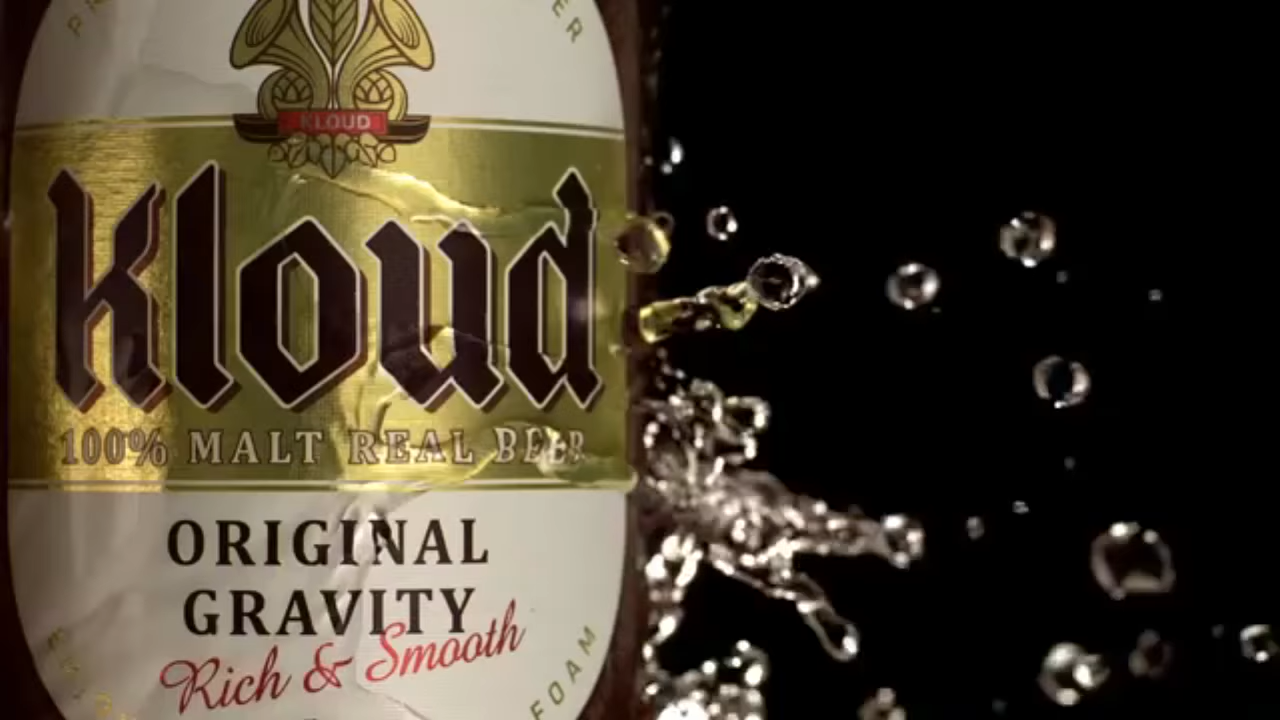 KLOUD
Kloud
100% MALT REAL BEER
ORIGINAL
GRAVITY
Rich & Smooth
FOAM